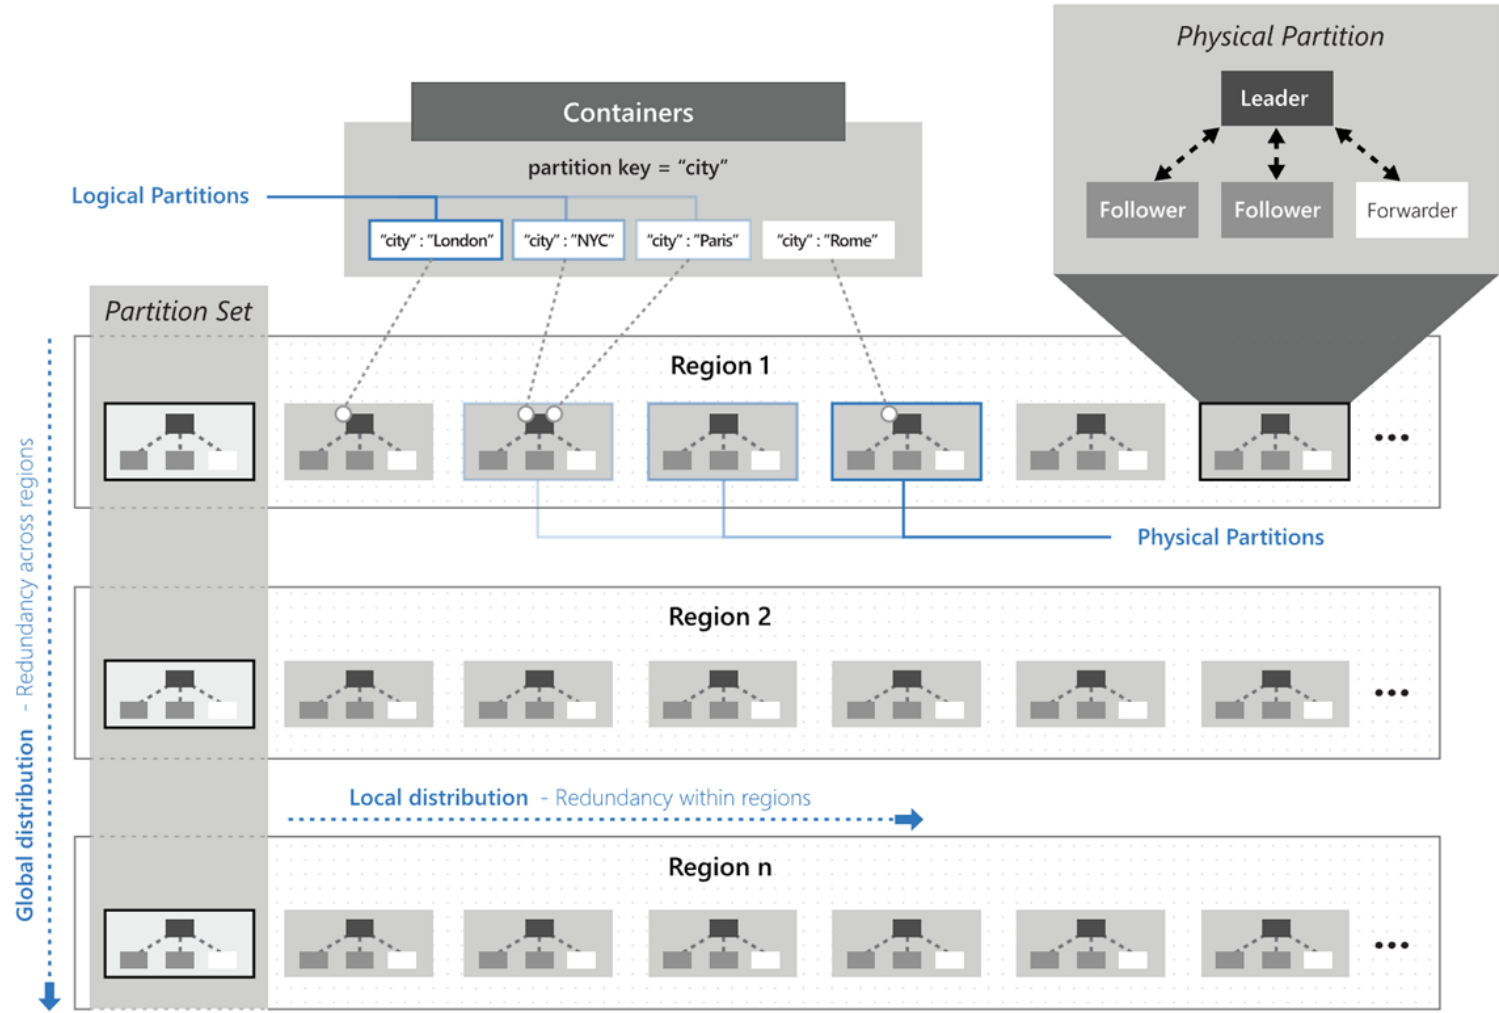 Physical Partition
Leader
Follower
Follower
Forwarder
Containers
partition key = “city”
Logical Partitions
“city” : “London”
“city” : “NYC”
“city” : “Paris”
“city” : “Rome”
Partition Set
Region 1
•••
Physical Partitions
Region 2
•••
Local distribution - Redundancy within regions
Region n
•••
Global distribution - Redundancy across regions